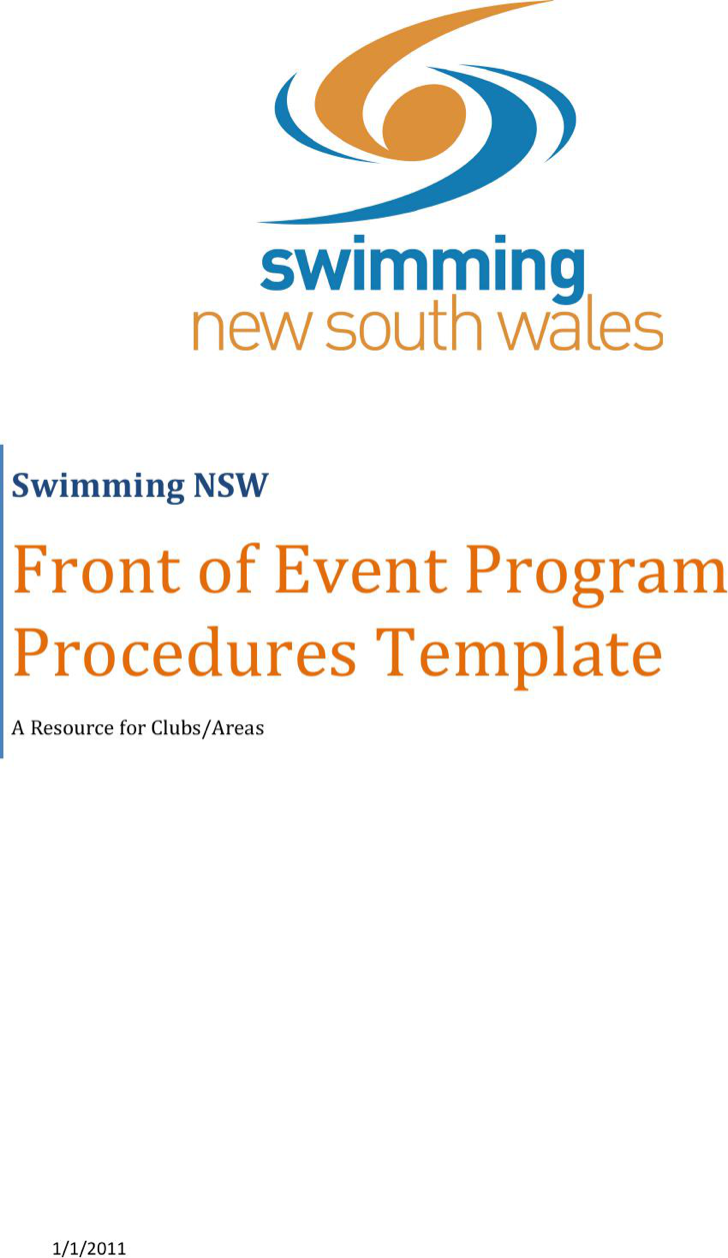 swimming
new south wales
Swimming NSW
Front of Event Program
Procedures Template
A Resource for Clubs/Areas
1/1/2011